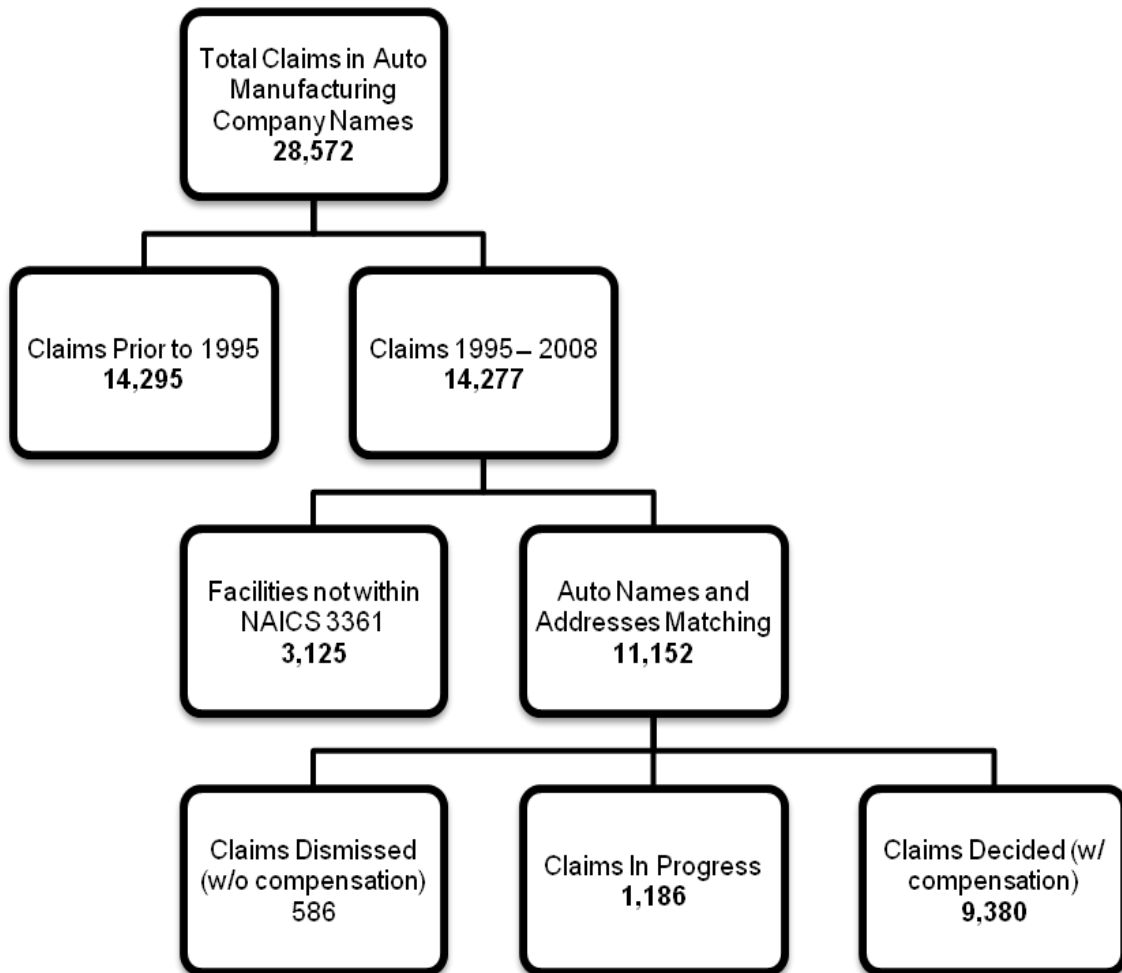 Total Claims in Auto
Manufacturing
Company Names
28,572
Claims Prior to 1995
14,295
Claims 1995– 2008
14,277
Facilities not within
NAICS 3361
3,125
Auto Names and
Addresses Matching
11,152
Claims Dismissed
(w/o compensation)
586
Claims In Progress
1,186
Claims Decided (w/
compensation)
9,380